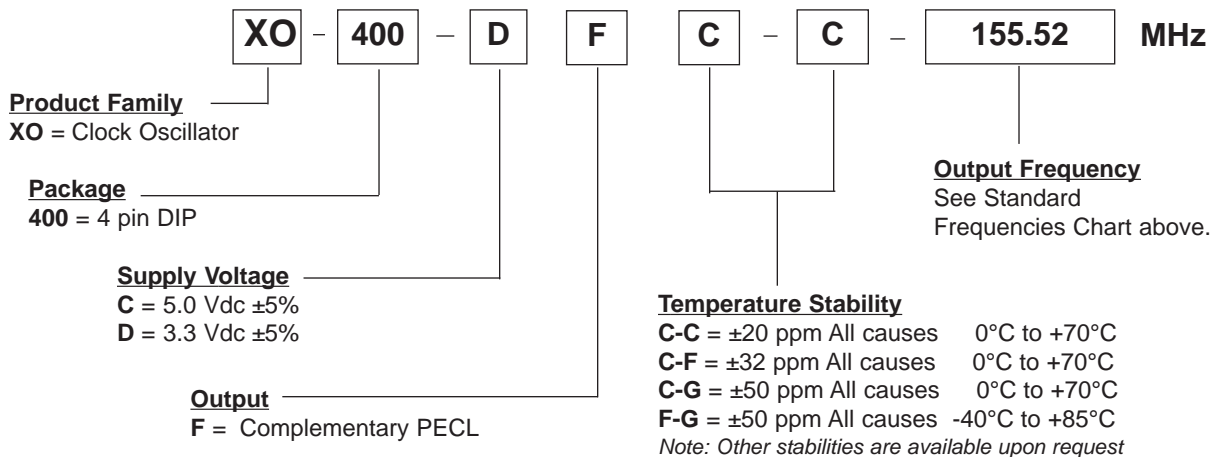 XO - 400 - D F C - C - 155.52 MHz
Product Family
XO = Clock Oscillator
Package
400 = 4 pin DIP
Supply Voltage
C = 5.0 Vdc ±5%
D = 3.3 Vdc ±5%
Output
F = Complementary PECL
Temperature Stability
C-C = ±20 ppm All causes 0°C to +70°C
C-F = ±32 ppm All causes 0°C to +70°C
C-G = ±50 ppm All causes 0°C to +70°C
F-G = ±50 ppm All causes -40°C to +85°C
Note: Other stabilities are available upon request
Output Frequency
See Standard
Frequencies Chart above.